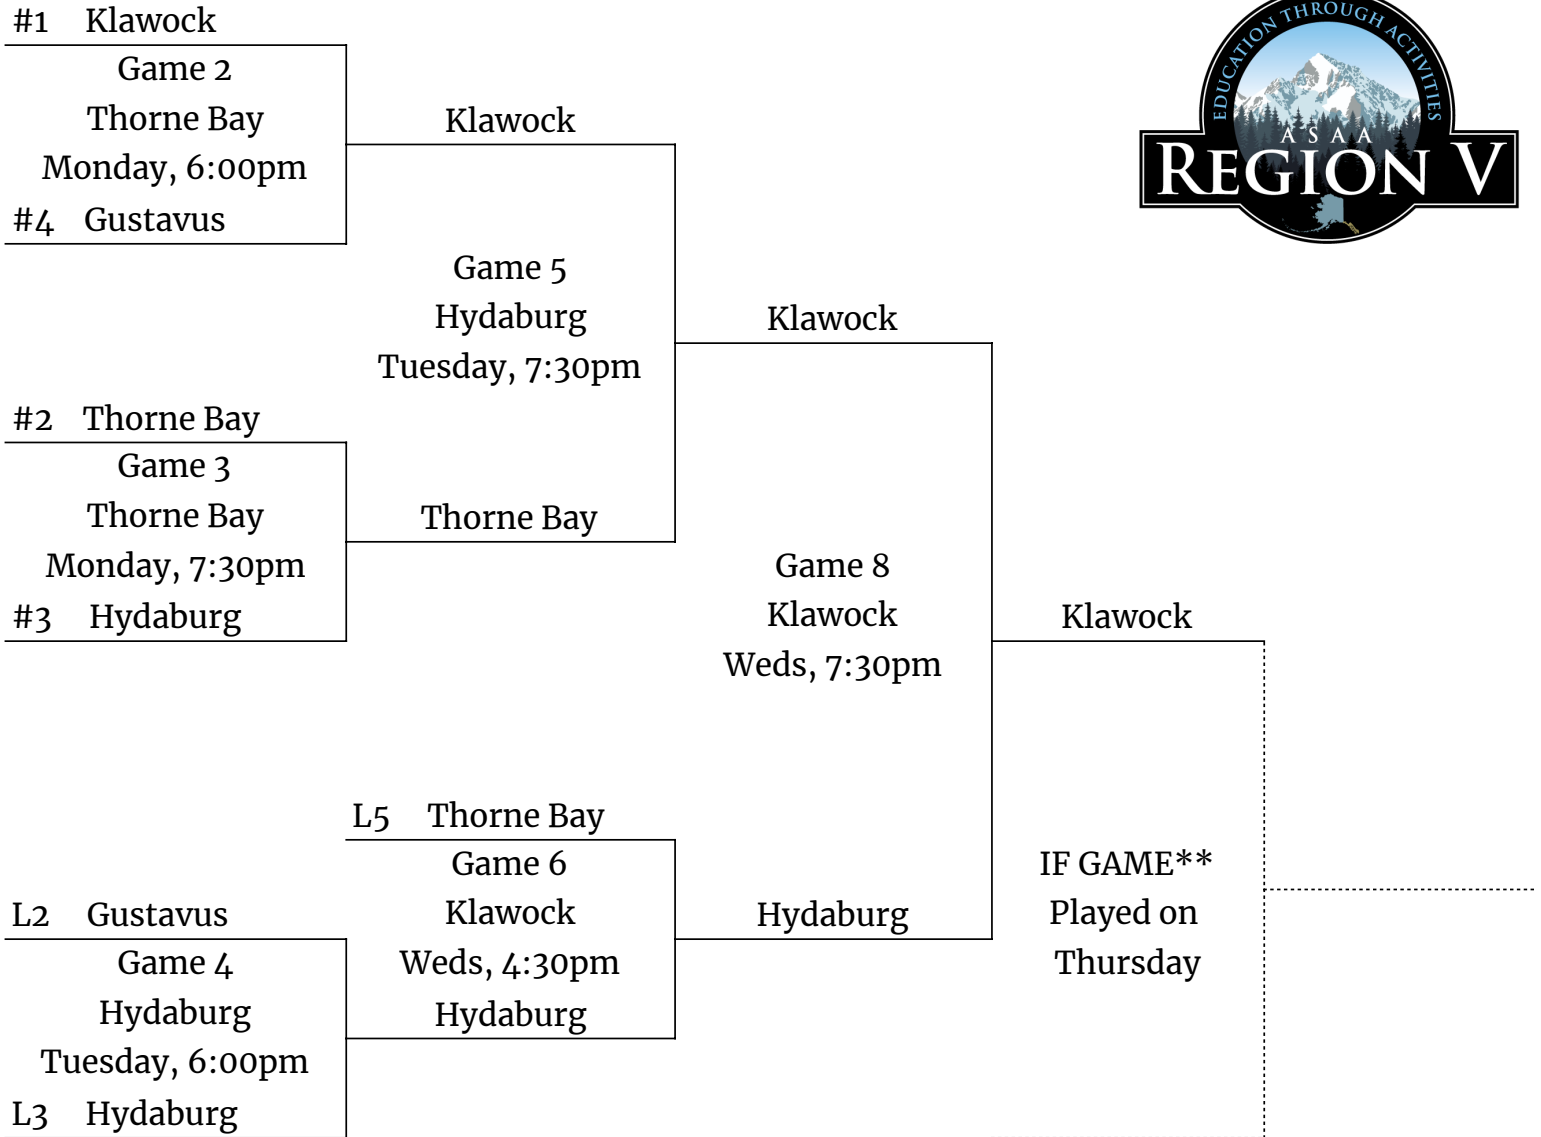 #1 Klawock
Game 2
Thorne Bay
Monday, 6:00pm
#4 Gustavus
Klawock
EDUCATION THROUGH ACTIVITIES
ASAA
REGION V
Game 5
Hydaburg
Tuesday, 7:30pm
Klawock
#2 Thorne Bay
Game 3
Thorne Bay
Monday, 7:30pm
#3 Hydaburg
Thorne Bay
Game 8
Klawock
Weds, 7:30pm
Klawock
L5 Thorne Bay
Game 6
Klawock
Weds, 4:30pm
Hydaburg
Hydaburg
IF GAME**
Played on
Thursday
L2 Gustavus
Game 4
Hydaburg
Tuesday, 6:00pm
L3 Hydaburg